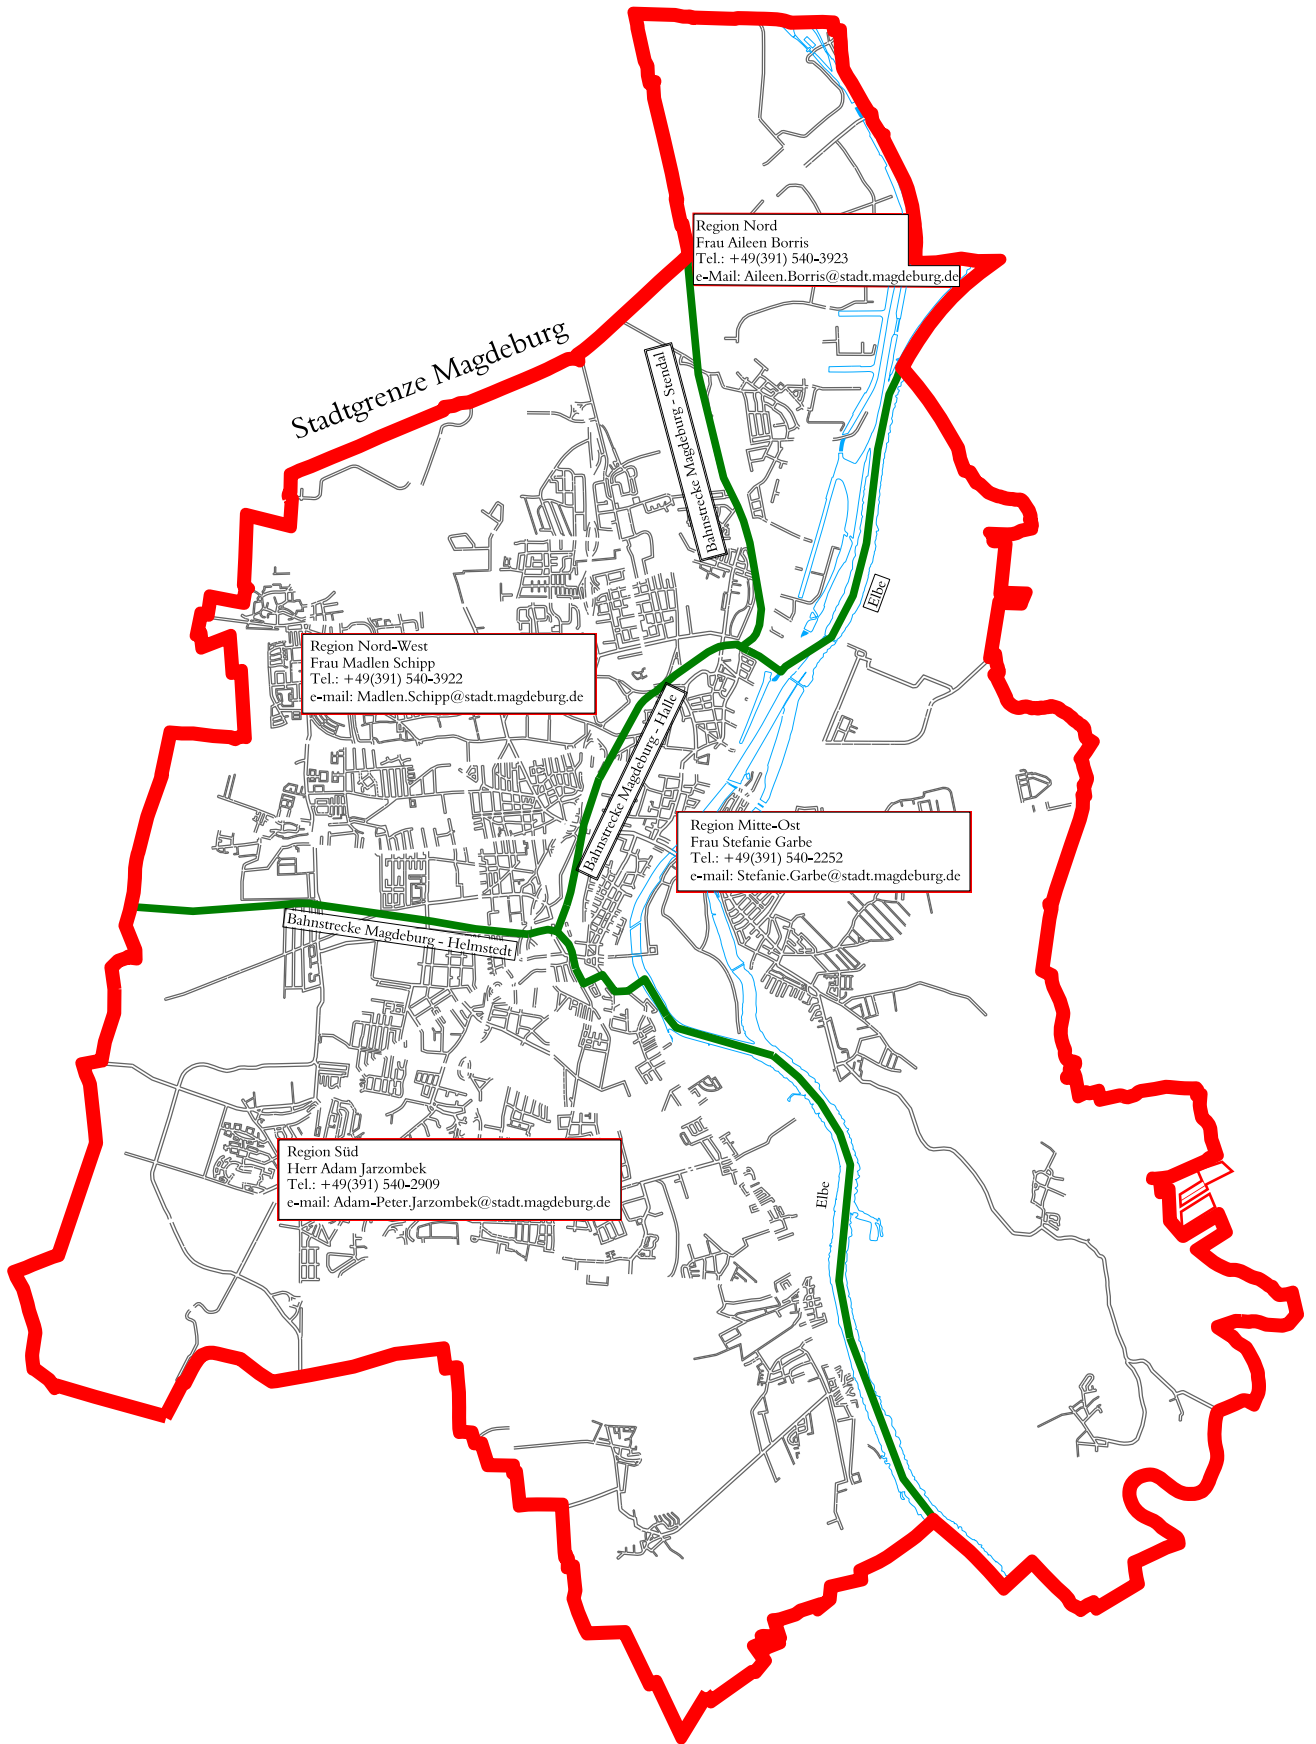 Region Nord
Frau Aileen Borris
Tel.: +49(391) 540-3923
e-Mail: Aileen.Borris@stadt.magdeburg.de
Stadtgrenze Magdeburg
Bahnstrecke Magdeburg - Stendal
Elbe
Region Nord-West
Frau Madlen Schipp
Tel.: +49(391) 540-3922
e-mail: Madlen.Schipp@stadt.magdeburg.de
Bahnstrecke Magdeburg - Halle
Region Mitte-Ost
Frau Stefanie Garbe
Tel.: +49(391) 540-2252
e-mail: Stefanie.Garbe@stadt.magdeburg.de
Bahnstrecke Magdeburg - Helmstedt
Region Süd
Herr Adam Jarzombek
Tel.: +49(391) 540-2909
e-mail: Adam-Peter.Jarzombek@stadt.magdeburg.de
Elbe